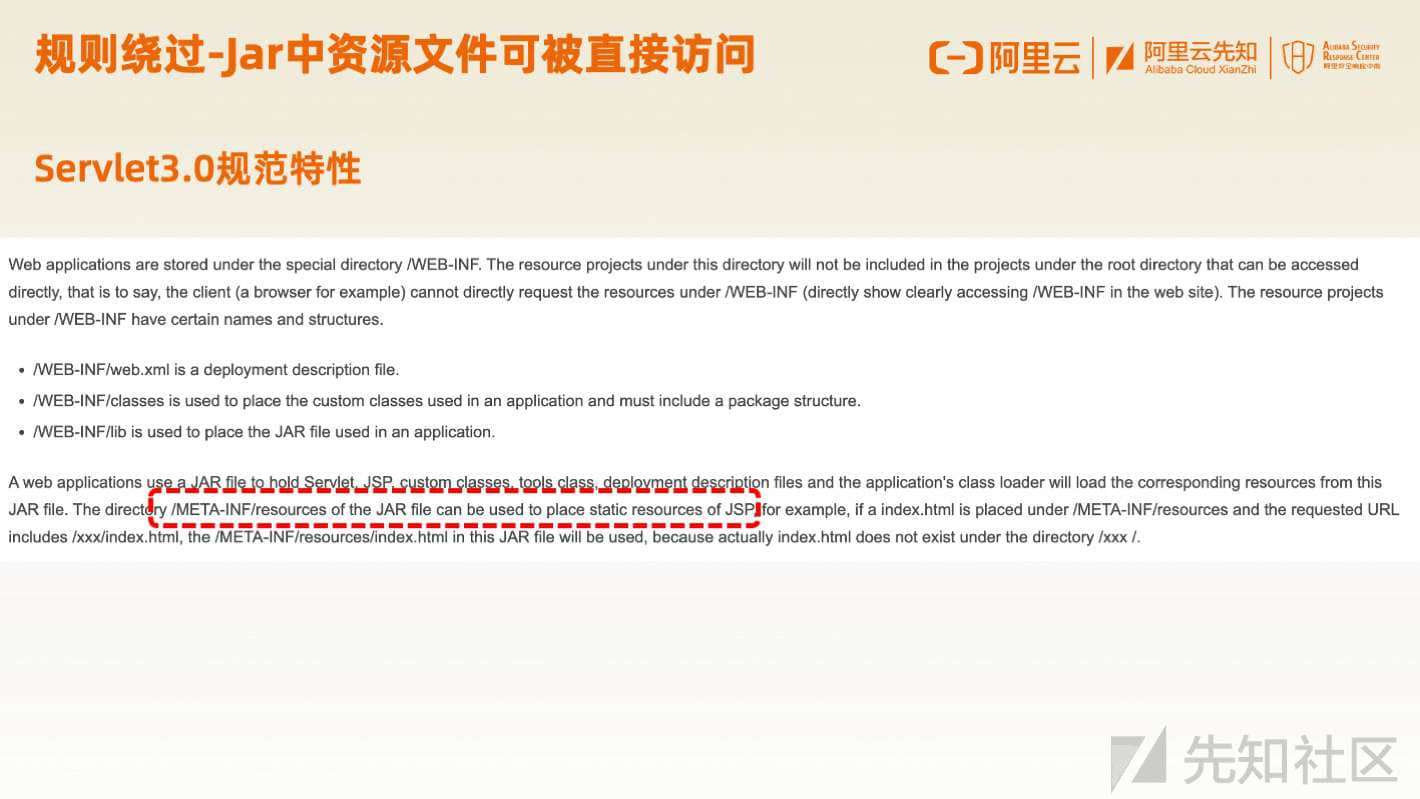 规则绕过-Jar中资源文件可被直接访问
阿里云
阿里云先知
Alibaba Cloud XianZhi
ALIBABA SECURITY
RESPONSE CENTER
Servlet3.0规范特性
Web applications are stored under the special directory /WEB-INF. The resource projects under this directory will not be included in the projects under the root directory that can be accessed
directly, that is to say, the client (a browser for example) cannot directly request the resources under /WEB-INF (directly show clearly accessing /WEB-INF in the web site). The resource projects
under /WEB-INF have certain names and structures.
• /WEB-INF/web.xml is a deployment description file.
• /WEB-INF/classes is used to place the custom classes used in an application and must include a package structure.
• /WEB-INF/lib is used to place the JAR file used in an application.
A web applications use a JAR file to hold Servlet, JSP, custom classes, tools class, deployment description files and the application's class loader will load the corresponding resources from this
JAR file. The directory /META-INF/resources of the JAR file can be used to place static resources of JSP, for example, if a index.html is placed under /META-INF/resources and the requested URL
includes /xxx/index.html, the /META-INF/resources/index.html in this JAR file will be used, because actually index.html does not exist under the directory /xxx /.
先知社区